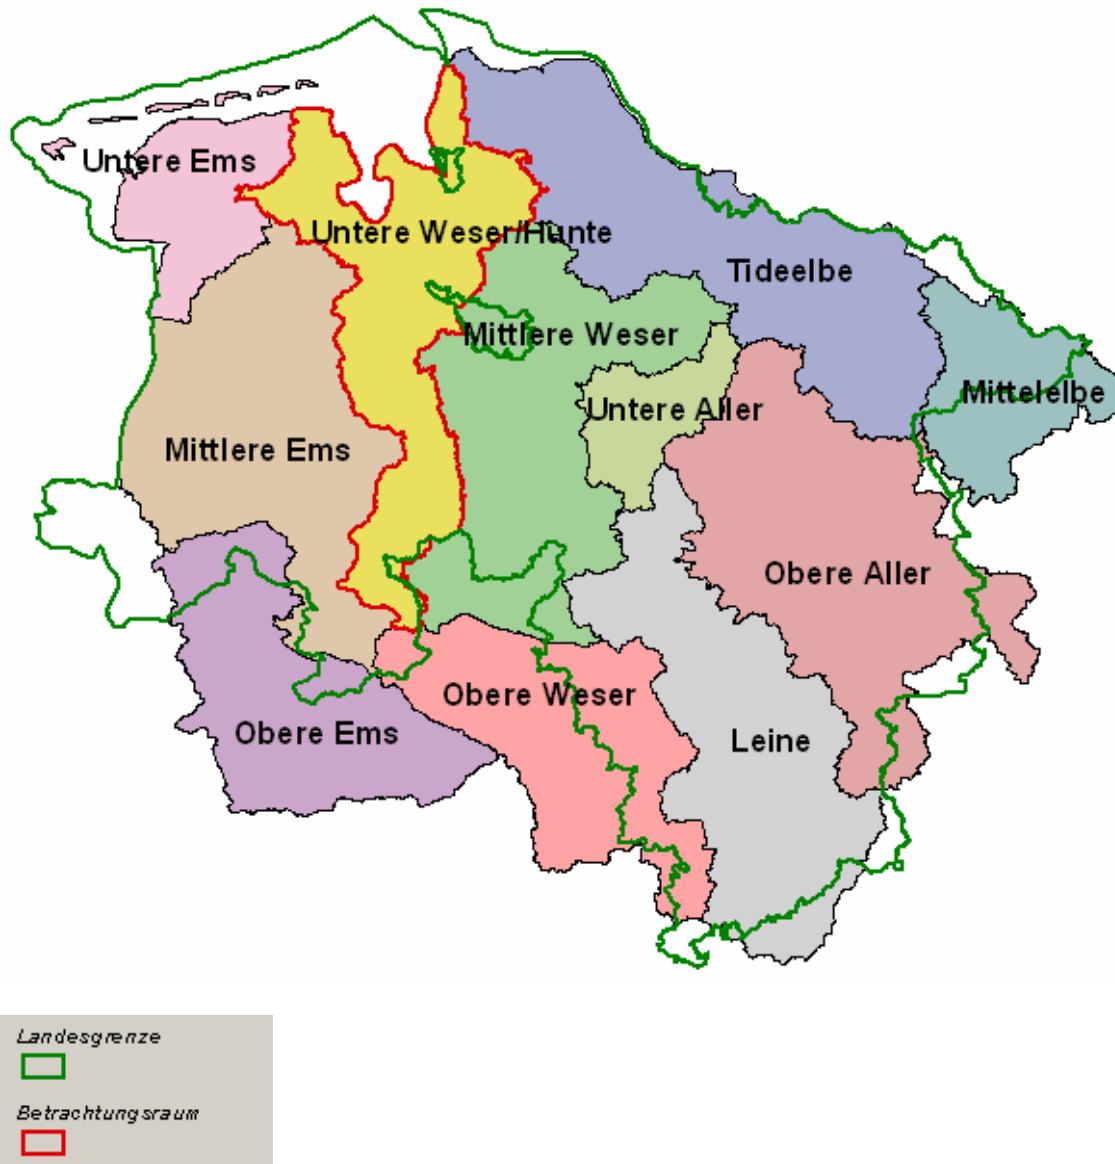 Untere Ems
Untere Weser/Hunte
Tideelbe
Mittlere Weser
Mittelelbe
Untere Aller
Mittlere Ems
Obere Aller
Obere Weser
Obere Ems
Leine
Landesgrenze
Betrachtungsraum